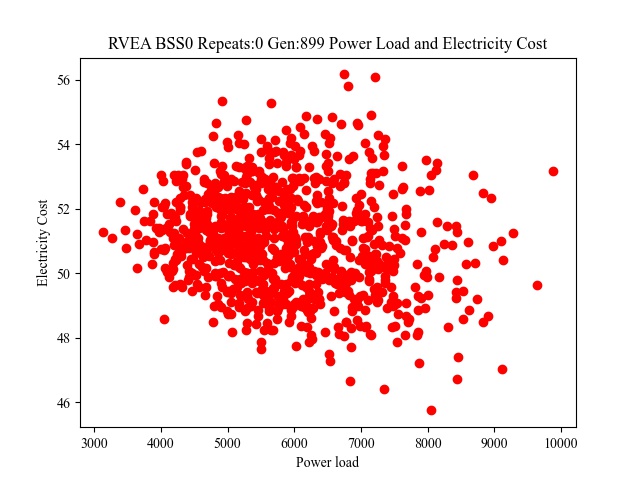 RVEA BSS0 Repeats:0 Gen:899 Power Load and Electricity Cost
56
54
52
50
48
46
Electricity Cost
3000 4000 5000 6000 7000 8000 9000 10000
Power load